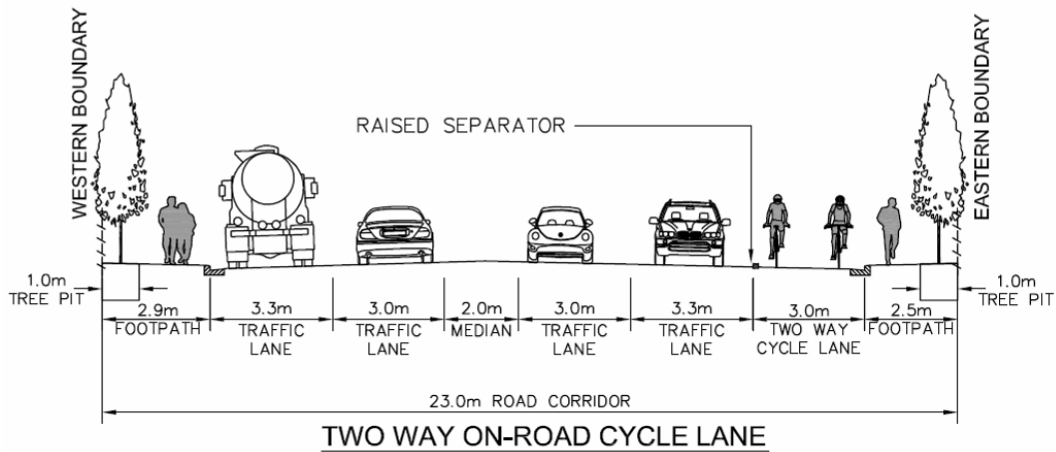 WESTERN BOUNDARY
EASTERN BOUNDARY
RAISED SEPARATOR
1.0m
TREE PIT
2.9m
FOOTPATH
3.3m
TRAFFIC
LANE
3.0m
TRAFFIC
LANE
2.0m
MEDIAN
3.0m
TRAFFIC
LANE
3.3m
TRAFFIC
LANE
3.0m
TWO WAY
CYCLE LANE
2.5m
FOOTPATH
1.0m
TREE PIT
23.0m ROAD CORRIDOR
TWO WAY ON-ROAD CYCLE LANE